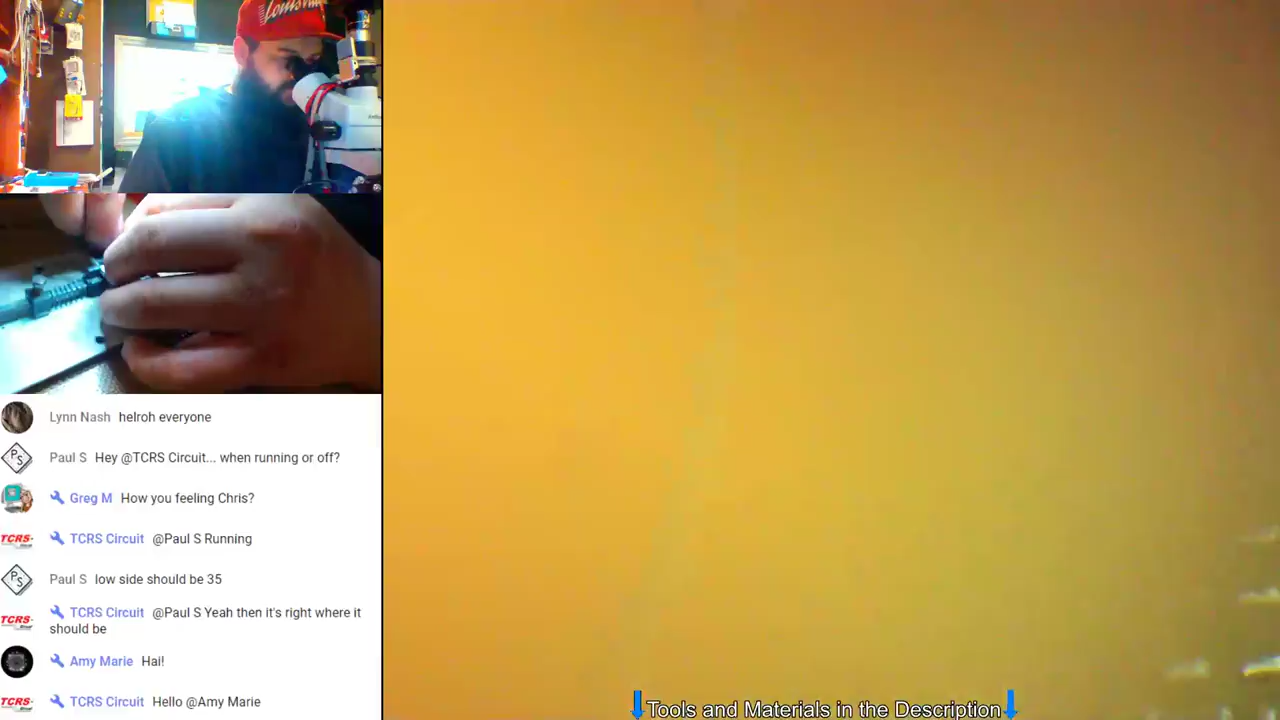 Louisville
Lynn Nash helroh everyone
Paul S Hey @TCRS Circuit... when running or off?
Greg M How you feeling Chris?
TCRS Circuit @Paul S Running
Paul S low side should be 35
TCRS Circuit @Paul S Yeah then it's right where it
should be
Amy Marie Hai!
TCRS Circuit Hello @Amy Marie
Tools and Materials in the Description